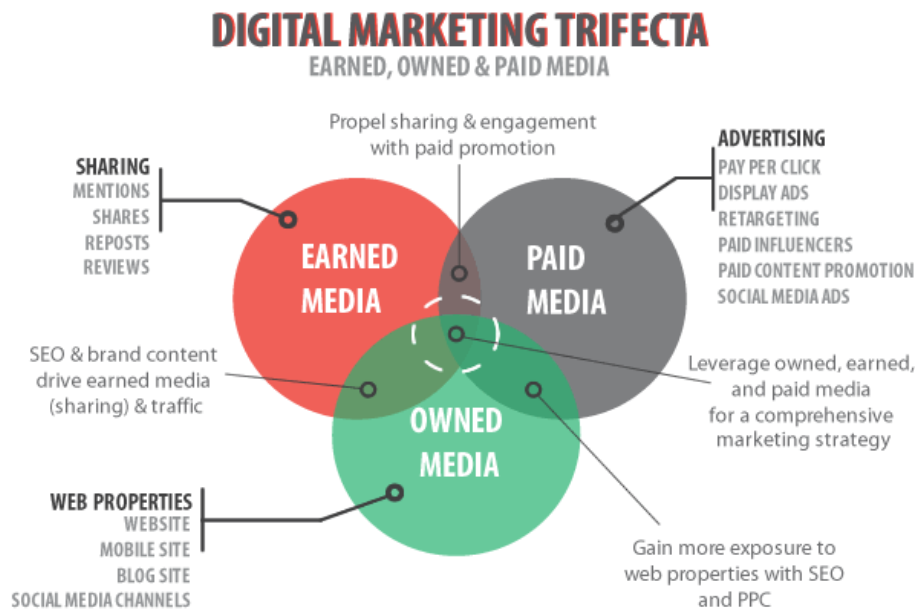 DIGITAL MARKETING TRIFECTA
EARNED, OWNED & PAID MEDIA
Propel sharing & engagement
with paid promotion
SHARING
MENTIONS
SHARES
REPOSTS
REVIEWS
ADVERTISING
PAY PER CLICK
DISPLAY ADS
RETARGETING
PAID INFLUENCERS
PAID CONTENT PROMOTION
SOCIAL MEDIA ADS
EARNED
MEDIA
PAID
MEDIA
SEO & brand content
drive earned media
(sharing) & traffic
Leverage owned, earned,
and paid media
for a comprehensive
marketing strategy
OWNED
MEDIA
WEB PROPERTIES
WEBSITE
MOBILE SITE
BLOG SITE
SOCIAL MEDIA CHANNELS
Gain more exposure to
web properties with SEO
and PPC